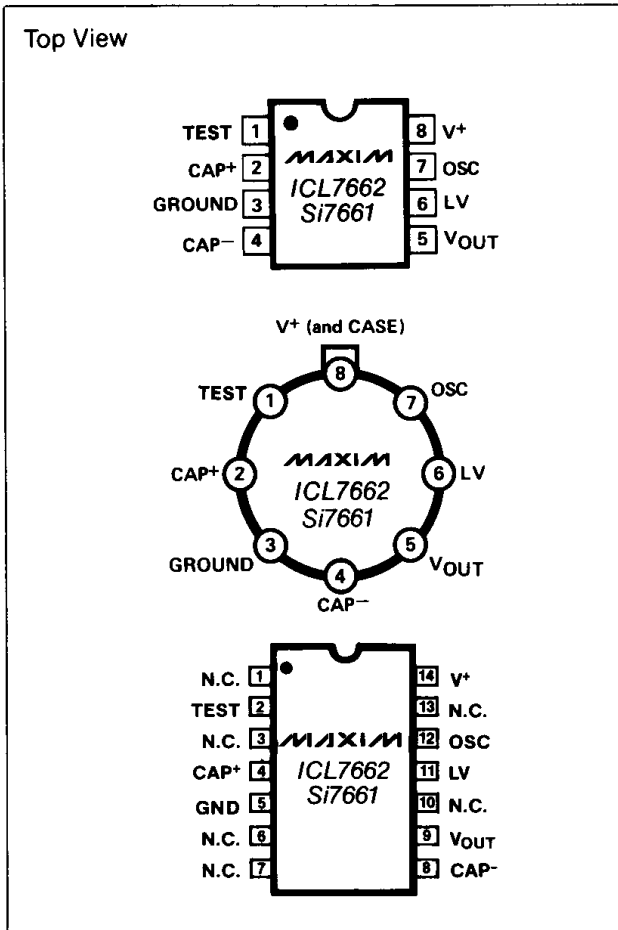 Top View
TEST 1 8 V+
CAP+ 2 MAXIM 7 OSC
GROUND 3 ICL7662 6 LV
CAP− 4 Si7661 5 VOUT
V+ (and CASE)
8
TEST 1 7 OSC
CAP+ 2 MAXIM 6 LV
ICL7662
Si7661
GROUND 3 5 VOUT
4
CAP−
N.C. 1 14 V+
TEST 2 13 N.C.
N.C. 3 MAXIM 12 OSC
CAP+ 4 ICL7662 11 LV
GND 5 Si7661 10 N.C.
N.C. 6 9 VOUT
N.C. 7 8 CAP-